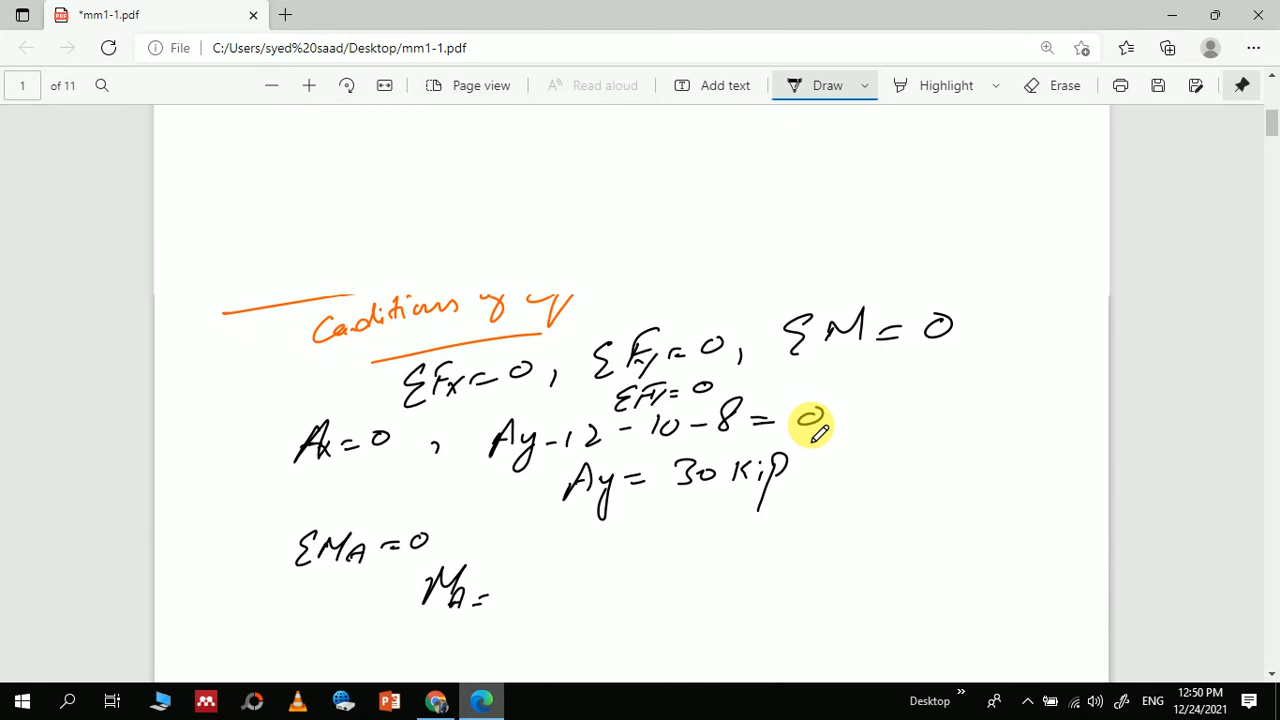 *mm1-1.pdf
File C:/Users/syed%20saad/Desktop/mm1-1.pdf
1 of 11 Page view Read aloud Add text Draw Highlight Erase
Conditions of
ΣFx=0, ΣFy=0, ΣM=0
ΣFy=0
Ax=0, Ay-12-10-8=0
Ay=30 Kip
ΣMA=0
MA=
Desktop ENG 12:50 PM
12/24/2021